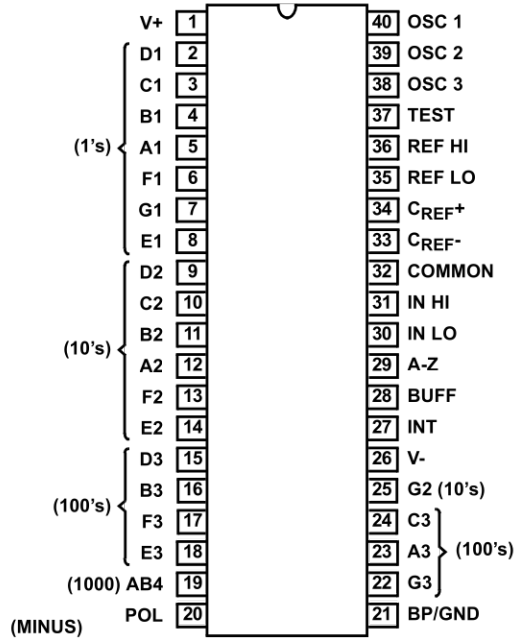 V+ 1 40 OSC 1
D1 2 39 OSC 2
C1 3 38 OSC 3
B1 4 37 TEST
(1's) A1 5 36 REF HI
F1 6 35 REF LO
G1 7 34 CREF+
E1 8 33 CREF-
D2 9 32 COMMON
C2 10 31 IN HI
B2 11 30 IN LO
(10's) A2 12 29 A-Z
F2 13 28 BUFF
E2 14 27 INT
D3 15 26 V-
B3 16 25 G2 (10's)
(100's) F3 17 24 C3
E3 18 23 A3 (100's)
(1000) AB4 19 22 G3
(MINUS) POL 20 21 BP/GND